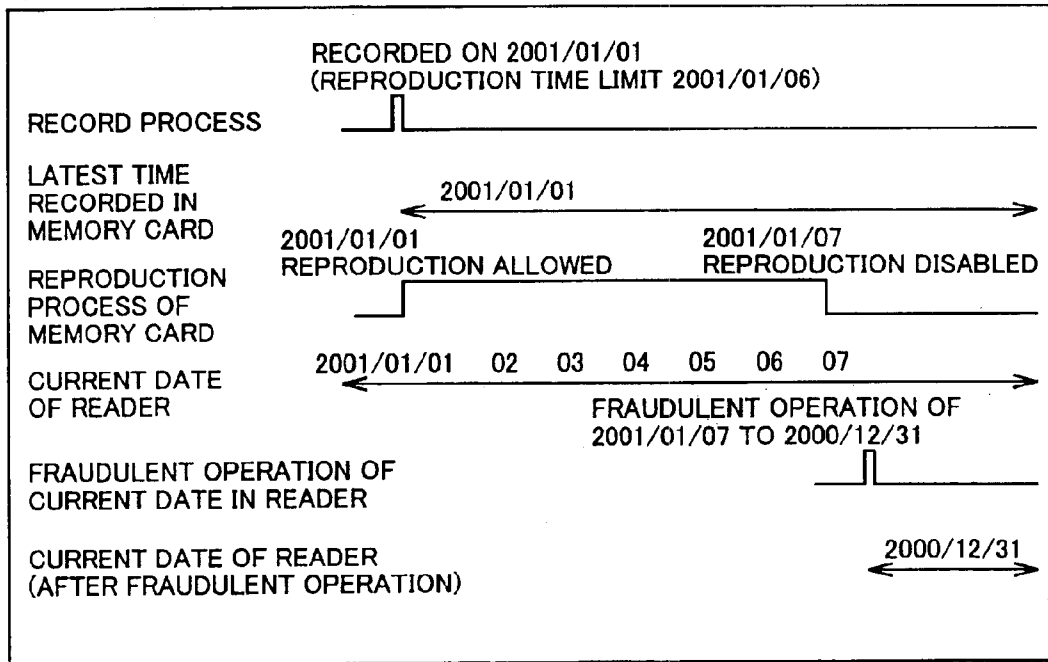 RECORDED ON 2001/01/01
(REPRODUCTION TIME LIMIT 2001/01/06)
RECORD PROCESS
LATEST TIME
RECORDED IN
MEMORY CARD
2001/01/01
2001/01/01
REPRODUCTION ALLOWED
2001/01/07
REPRODUCTION DISABLED
REPRODUCTION
PROCESS OF
MEMORY CARD
2001/01/01 02 03 04 05 06 07
CURRENT DATE
OF READER
FRAUDULENT OPERATION OF
2001/01/07 TO 2000/12/31
FRAUDULENT OPERATION OF
CURRENT DATE IN READER
CURRENT DATE OF READER
(AFTER FRAUDULENT OPERATION)
2000/12/31